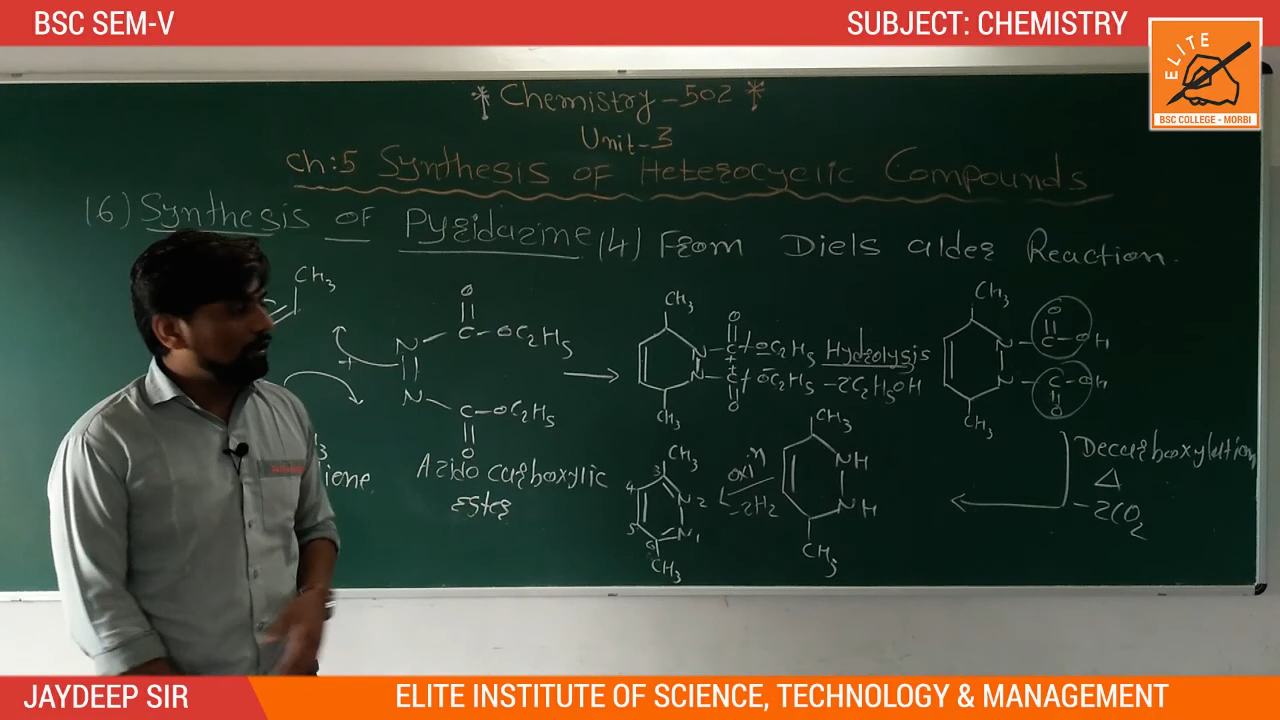 BSC SEM-V
SUBJECT: CHEMISTRY
ELITE
BSC COLLEGE - MORBI
* Chemistry-502 *
Unit-3
Ch:5 Synthesis of Heterocyclic Compounds
(6) Synthesis of Pyridazine (4) From Diels alder Reaction.
CH3
O
C-OC2H5
N
N
C-OC2H5
O
Azido carboxylic
ester
CH3
O
N-C-OC2H5
N-C-OC2H5
O
CH3
Hydrolysis
-2C2H5OH
CH3
O
N-C-OH
N-C-OH
O
CH3
Decarboxylation
Δ
-2CO2
CH3
NH
NH
CH3
oxiⁿ
-2H2
CH3
3
4
N2
5
N1
6
CH3
JAYDEEP SIR
ELITE INSTITUTE OF SCIENCE, TECHNOLOGY & MANAGEMENT